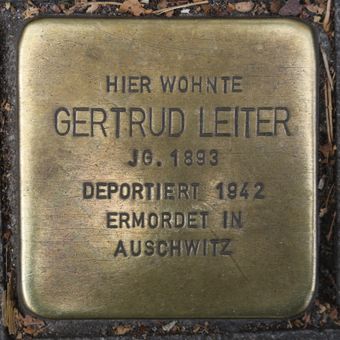 HIER WOHNTE
GERTRUD LEITER
JG. 1893
DEPORTIERT 1942
ERMORDET IN
AUSCHWITZ